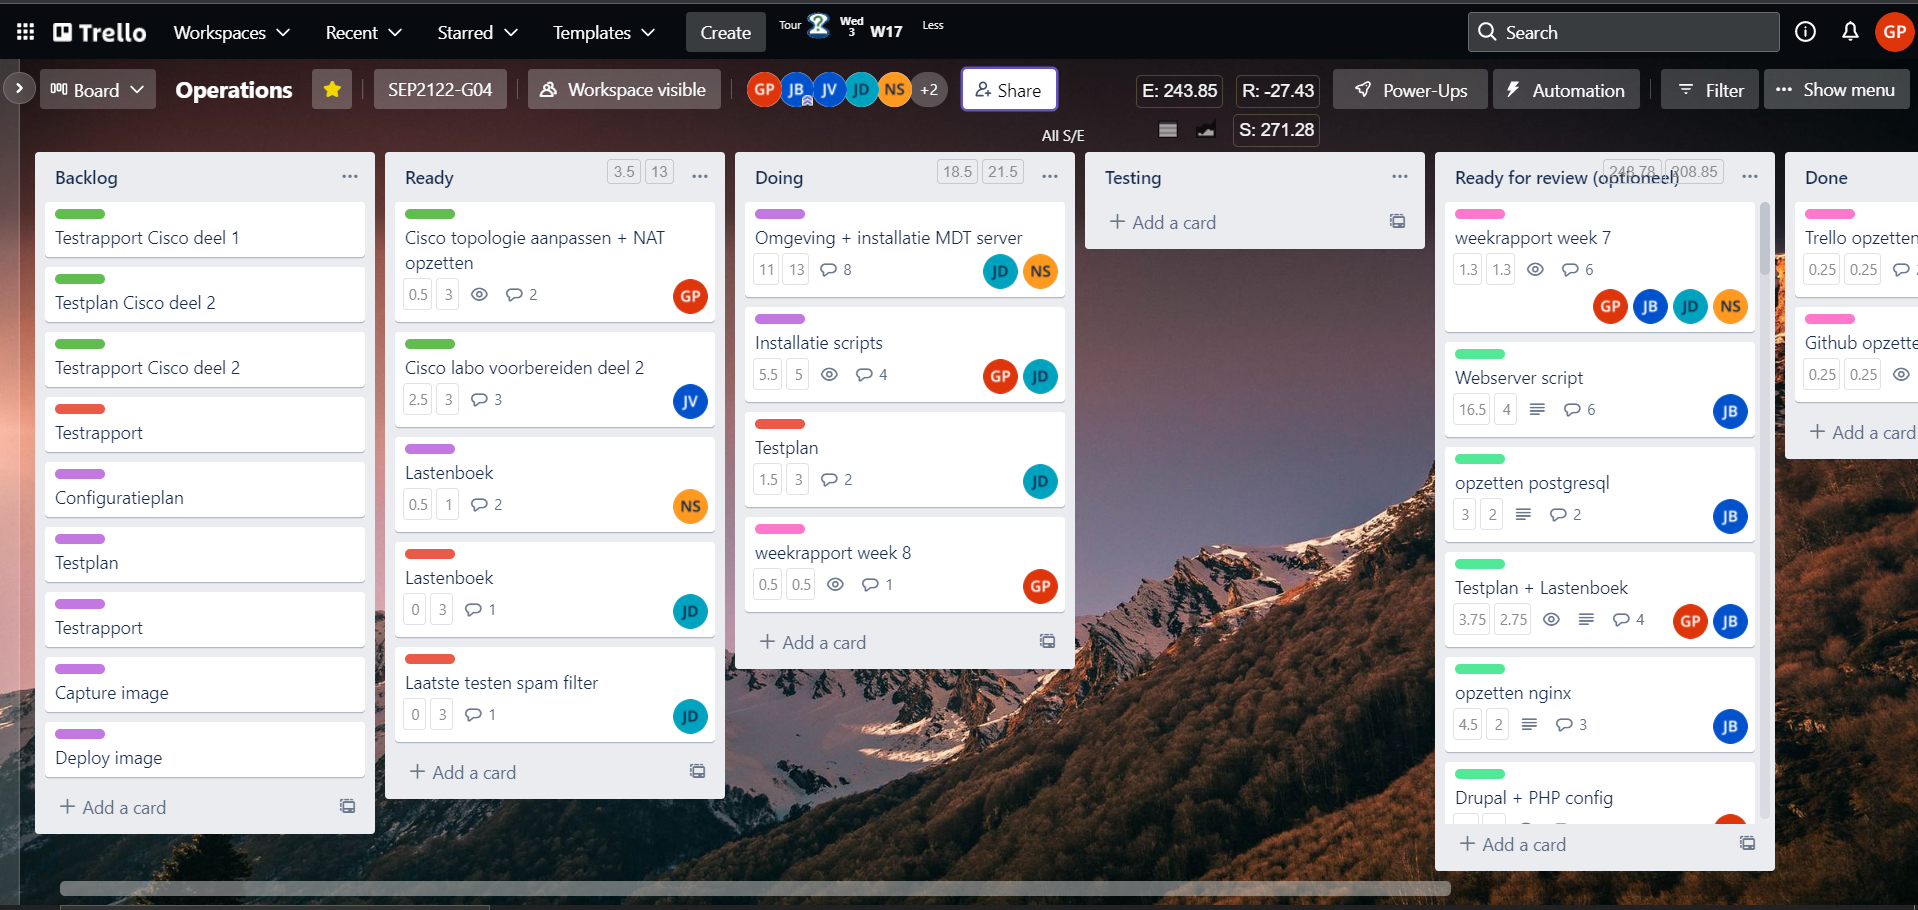 Trello
Workspaces
Recent
Starred
Templates
Create
Tour
Wed
3
W17
Less
Search
GP
Board
Operations
SEP2122-G04
Workspace visible
GP
JB
JV
JD
NS
+2
Share
E: 243.85
R: -27.43
Power-Ups
Automation
Filter
Show menu
All S/E
S: 271.28
Backlog
Testrapport Cisco deel 1
Testplan Cisco deel 2
Testrapport Cisco deel 2
Testrapport
Configuratieplan
Testplan
Testrapport
Capture image
Deploy image
+ Add a card
Ready
3.5 13
Cisco topologie aanpassen + NAT
opzetten
0.5 3 2
GP
Cisco labo voorbereiden deel 2
2.5 3 3
JV
Lastenboek
0.5 1 2
NS
Lastenboek
0 3 1
JD
Laatste testen spam filter
0 3 1
JD
+ Add a card
Doing
18.5 21.5
Omgeving + installatie MDT server
11 13 8
JD NS
Installatie scripts
5.5 5 4
GP JD
Testplan
1.5 3 2
JD
weekrapport week 8
0.5 0.5 1
GP
+ Add a card
Testing
+ Add a card
Ready for review (optioneel)
248.78 208.85
weekrapport week 7
1.3 1.3 6
GP JB JD NS
Webserver script
16.5 4 6
JB
opzetten postgresql
3 2 2
JB
Testplan + Lastenboek
3.75 2.75 4
GP JB
opzetten nginx
4.5 2 3
JB
Drupal + PHP config
+ Add a card
Done
Trello opzetten
0.25 0.25
Github opzette
0.25 0.25
+ Add a card